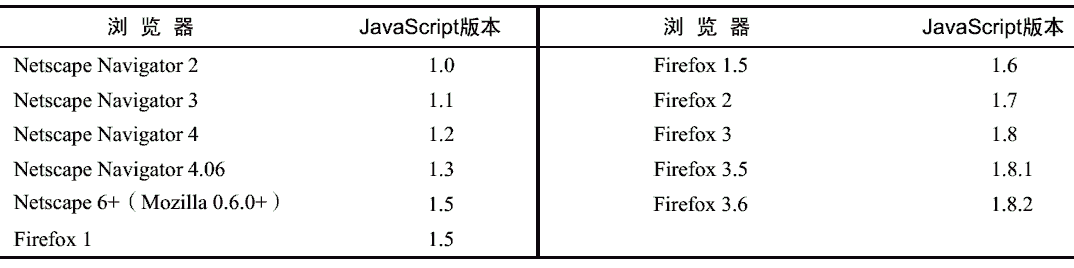 浏 览 器 JavaScript版本 浏 览 器 JavaScript版本
Netscape Navigator 2 1.0 Firefox 1.5 1.6
Netscape Navigator 3 1.1 Firefox 2 1.7
Netscape Navigator 4 1.2 Firefox 3 1.8
Netscape Navigator 4.06 1.3 Firefox 3.5 1.8.1
Netscape 6+（Mozilla 0.6.0+） 1.5 Firefox 3.6 1.8.2
Firefox 1 1.5